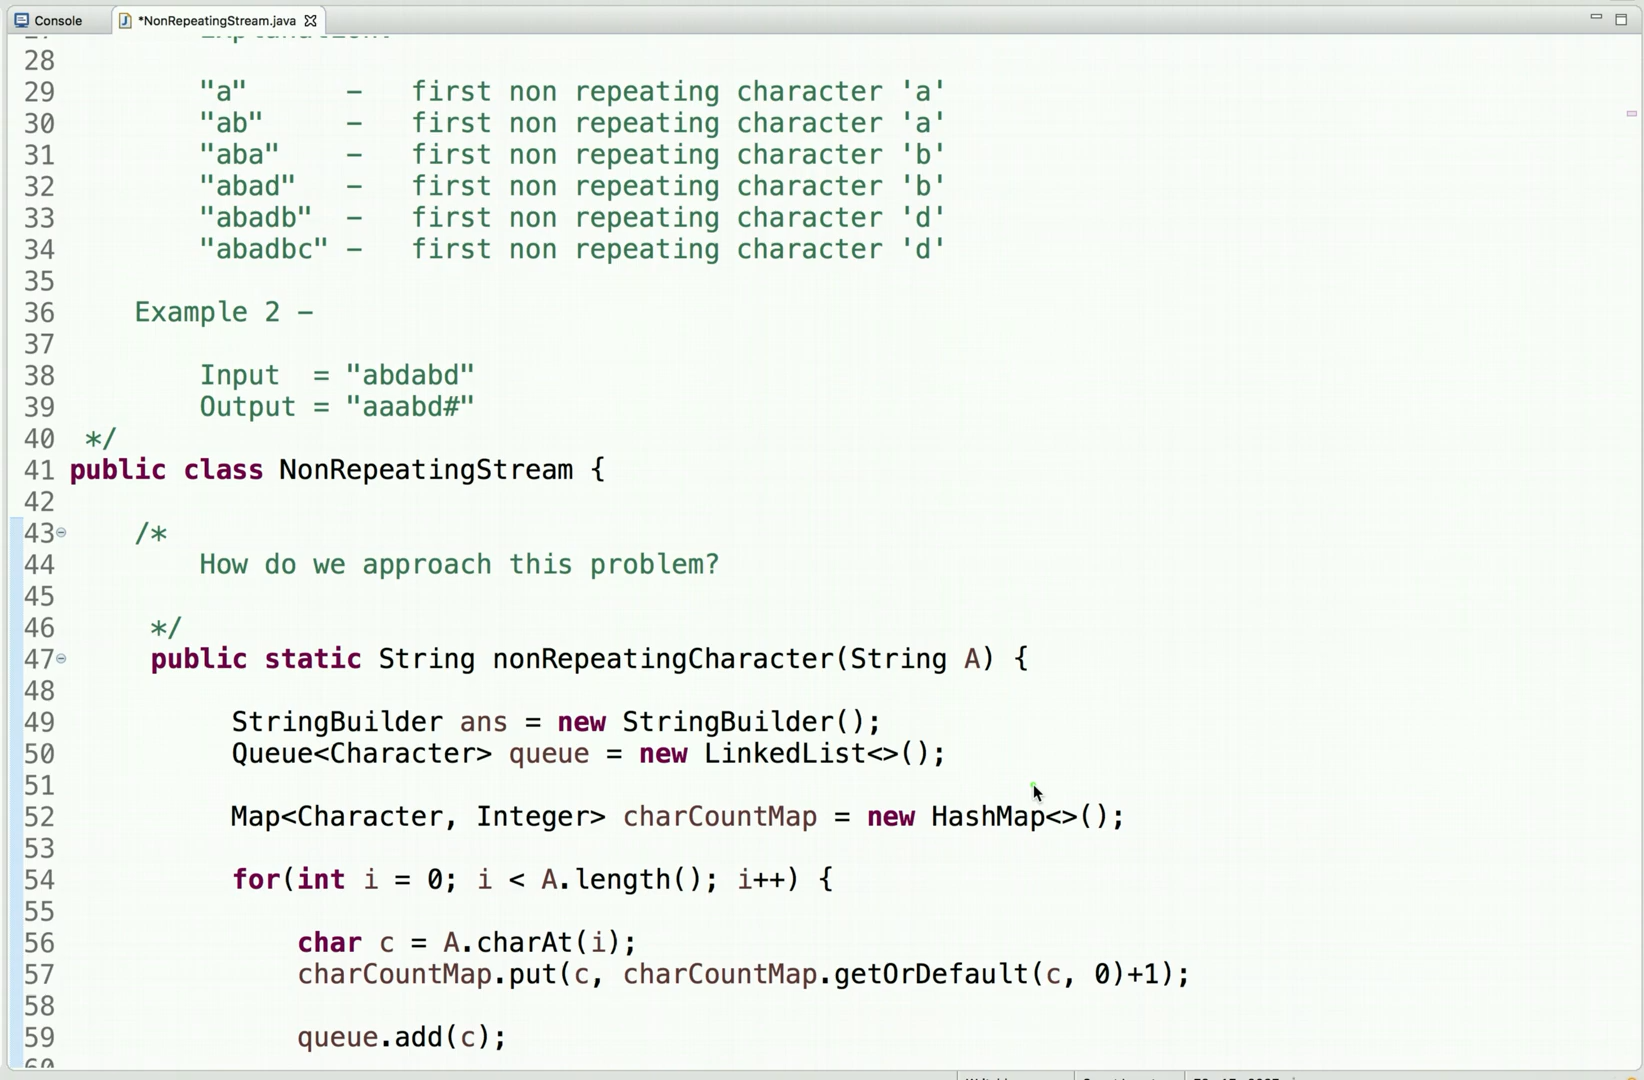 Console
*NonRepeatingStream.java
28
29 "a" – first non repeating character 'a'
30 "ab" – first non repeating character 'a'
31 "aba" – first non repeating character 'b'
32 "abad" – first non repeating character 'b'
33 "abadb" – first non repeating character 'd'
34 "abadbc" – first non repeating character 'd'
35
36 Example 2 –
37
38 Input = "abdabd"
39 Output = "aaabd#"
40 */
41 public class NonRepeatingStream {
42
43 /*
44 How do we approach this problem?
45
46 */
47 public static String nonRepeatingCharacter(String A) {
48
49 StringBuilder ans = new StringBuilder();
50 Queue<Character> queue = new LinkedList<>();
51
52 Map<Character, Integer> charCountMap = new HashMap<>();
53
54 for(int i = 0; i < A.length(); i++) {
55
56 char c = A.charAt(i);
57 charCountMap.put(c, charCountMap.getOrDefault(c, 0)+1);
58
59 queue.add(c);